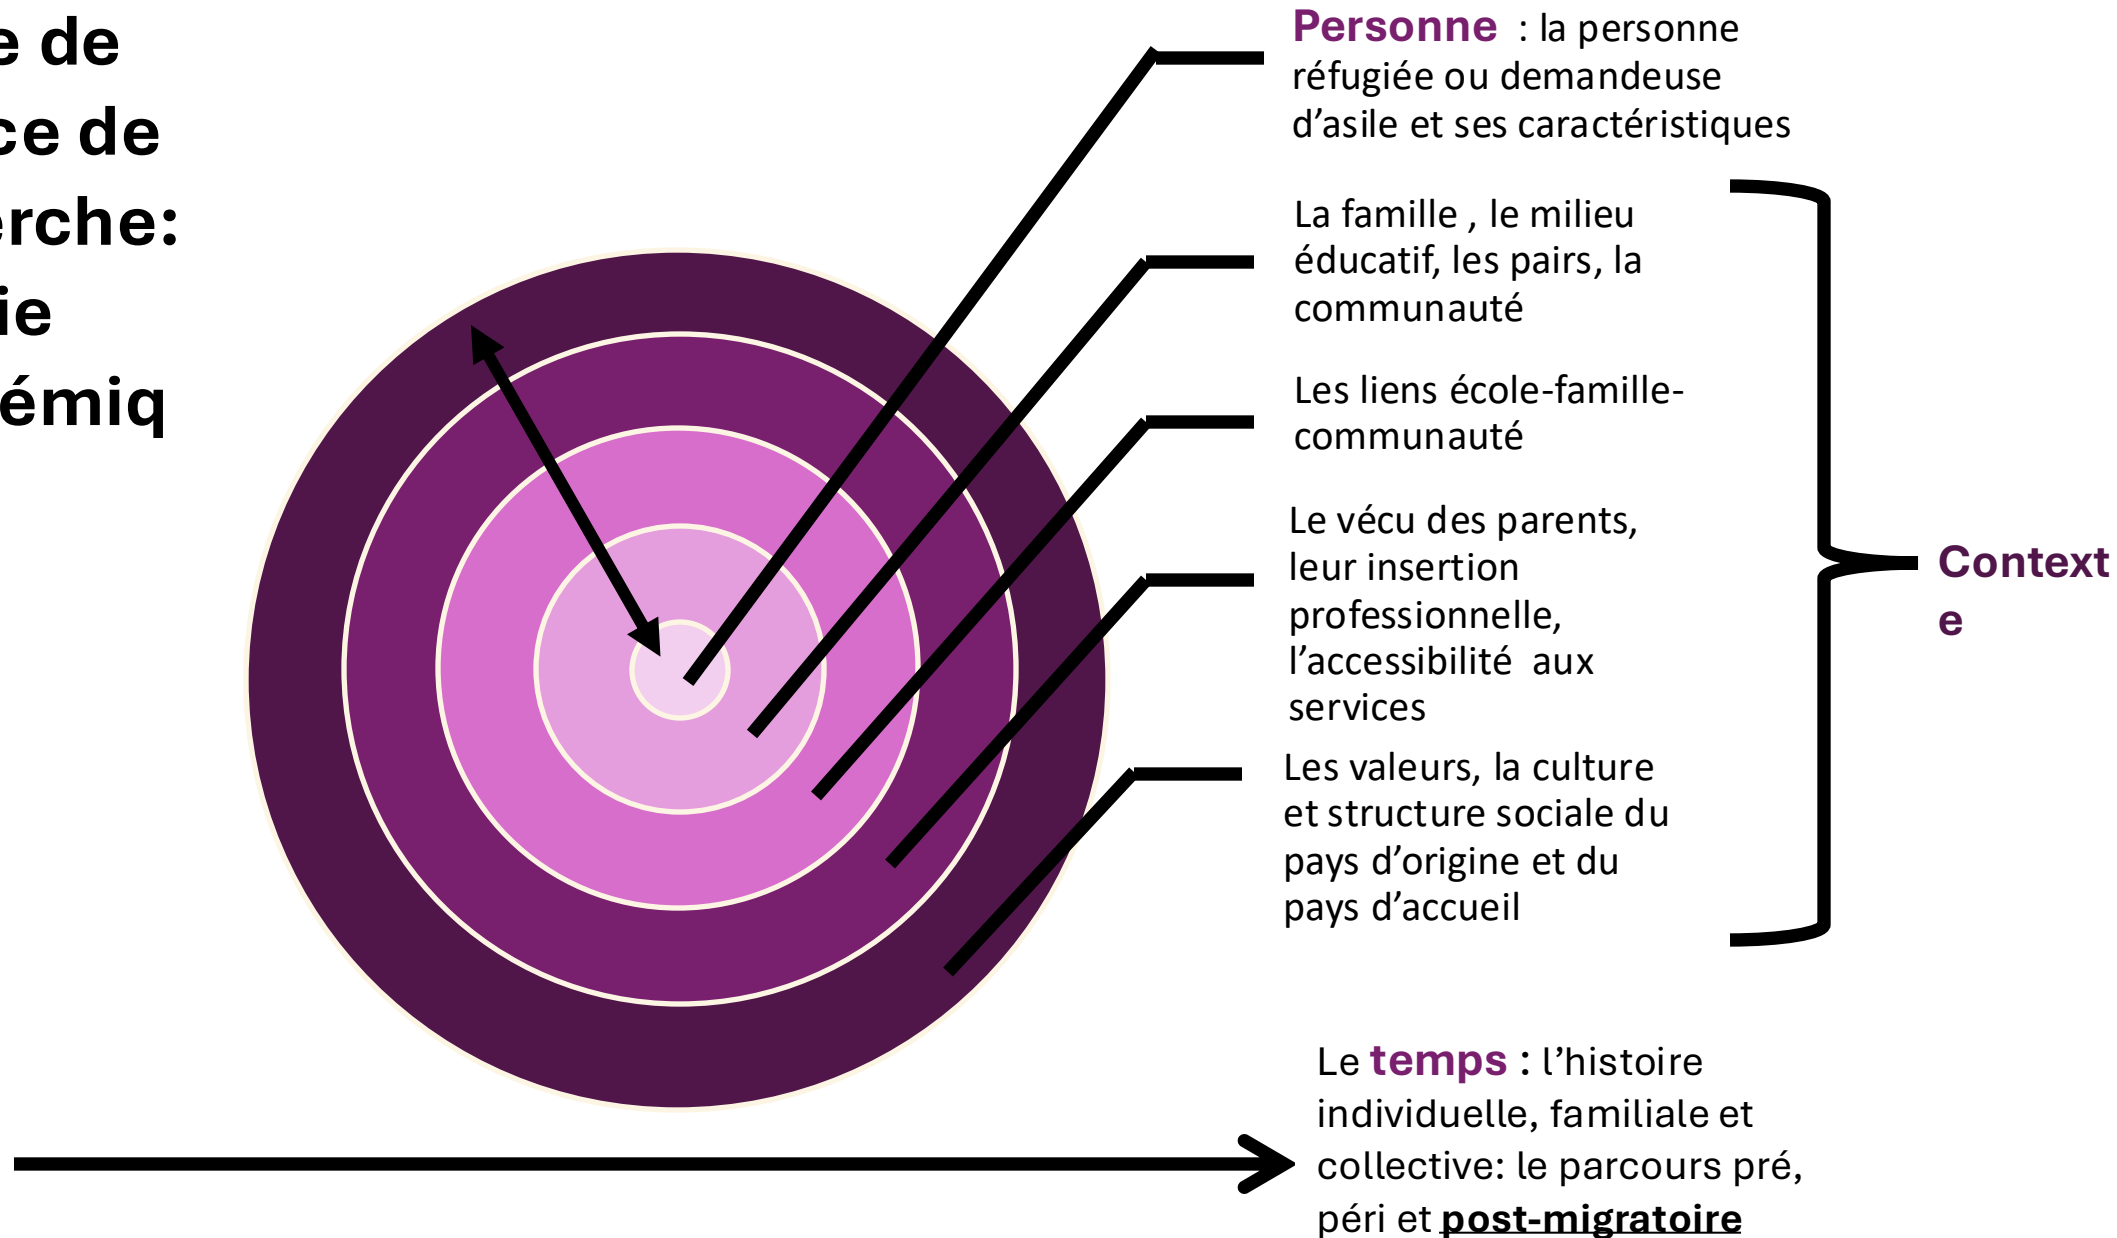 e de
ce de
erche:
ie
émiq
Personne : la personne
réfugiée ou demandeuse
d’asile et ses caractéristiques
La famille , le milieu
éducatif, les pairs, la
communauté
Les liens école-famille-
communauté
Le vécu des parents,
leur insertion
professionnelle,
l’accessibilité aux
services
Les valeurs, la culture
et structure sociale du
pays d’origine et du
pays d’accueil
Context
e
Le temps : l’histoire
individuelle, familiale et
collective: le parcours pré,
péri et post-migratoire